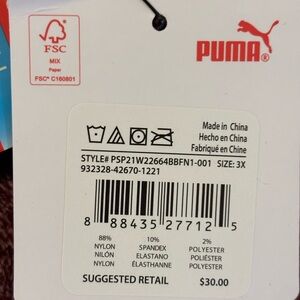 FSC
MIX
Paper
FSC® C160801
PUMA®
Made in China
Hecho en China
Fabriqué en Chine
STYLE# PSP21W22664BBFN1-001 SIZE: 3X
932328-42670-1221
8 88435 27712 5
88% 10% 2%
NYLON SPANDEX POLYESTER
NILÓN ELASTANO POLIÉSTER
NYLON ÉLASTHANNE POLYESTER
SUGGESTED RETAIL $30.00